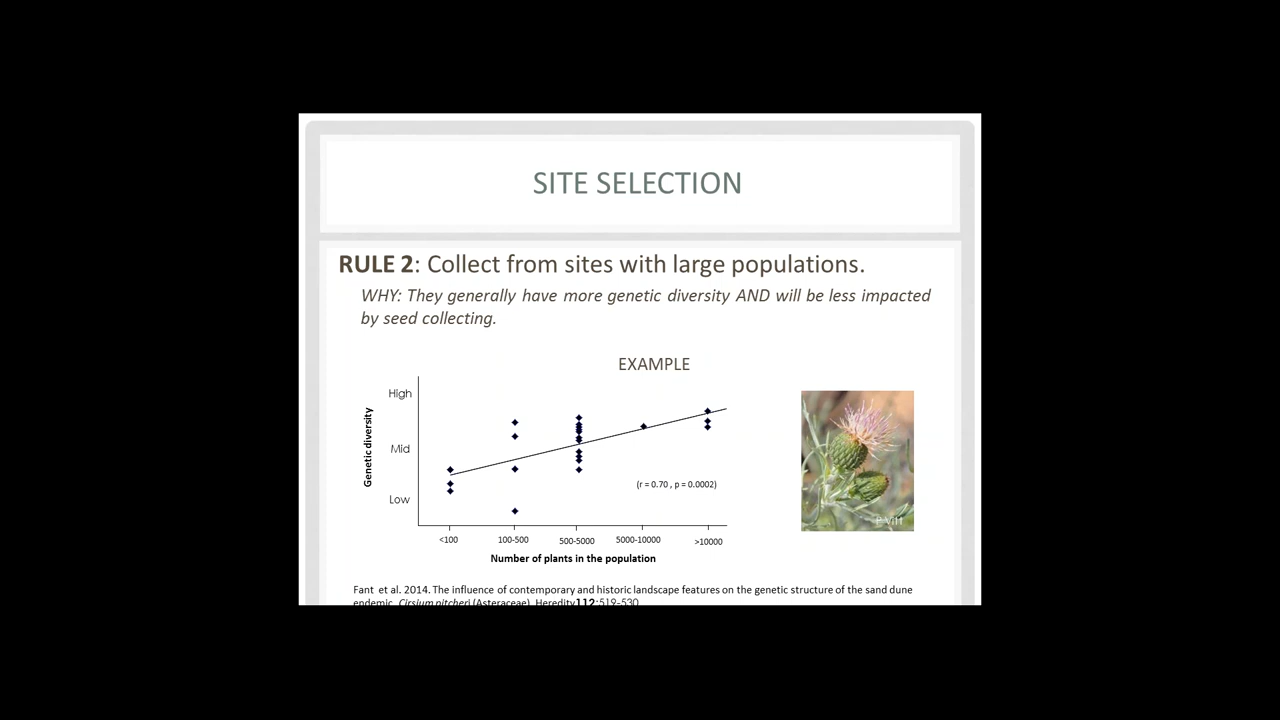 SITE SELECTION
RULE 2: Collect from sites with large populations.
WHY: They generally have more genetic diversity AND will be less impacted
by seed collecting.
EXAMPLE
High
Mid
Low
Genetic diversity
(r = 0.70 , p = 0.0002)
<100
100-500
500-5000
5000-10000
>10000
Number of plants in the population
Fant et al. 2014. The influence of contemporary and historic landscape features on the genetic structure of the sand dune
endemic, Cirsium pitcheri (Asteraceae). Heredity 112:519-530